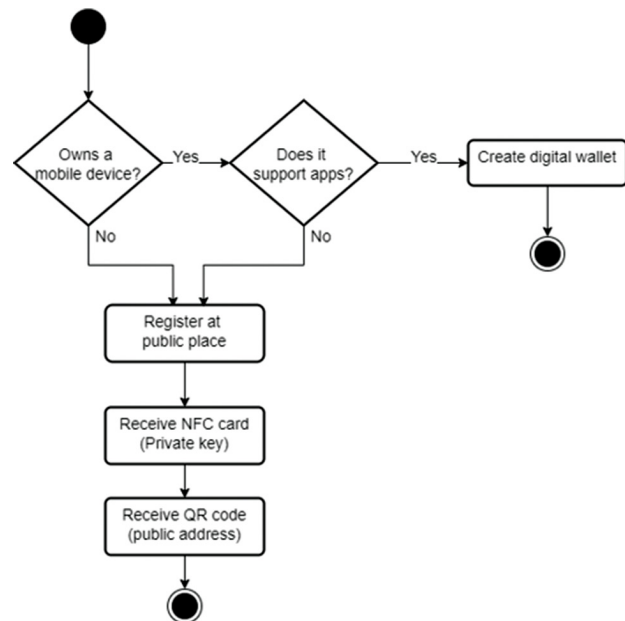 Owns a
mobile device?
Yes
Does it
support apps?
Yes
Create digital wallet
No
No
Register at
public place
Receive NFC card
(Private key)
Receive QR code
(public address)